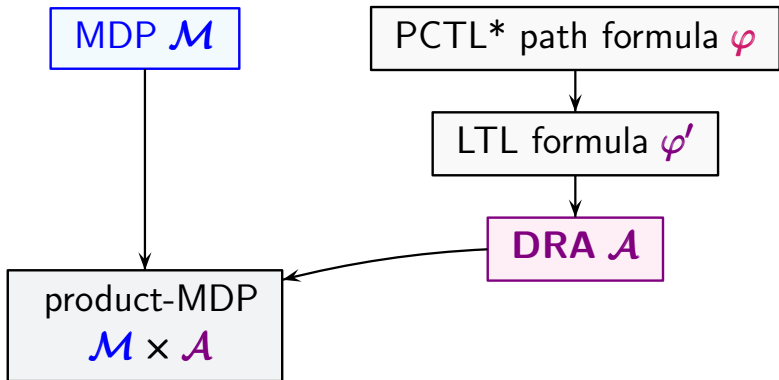 MDP 𝓜
PCTL* path formula φ
LTL formula φ′
DRA 𝓐
product-MDP
𝓜 × 𝓐